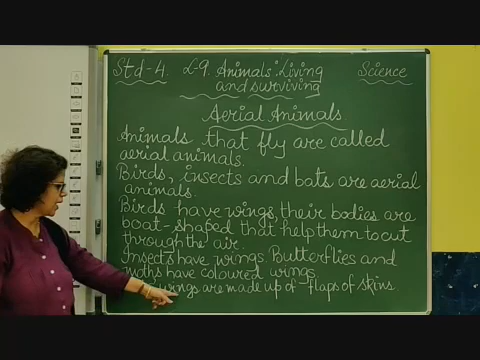 Std-4. L-9. Animals: Living Science
and surviving
Aerial Animals
Animals that fly are called
aerial animals.
Birds, insects and bats are aerial
animals.
Birds have wings, their bodies are
boat-shaped that help them to cut
through the air.
Insects have wings. Butterflies and
moths have coloured wings.
wings are made up of flaps of skins.